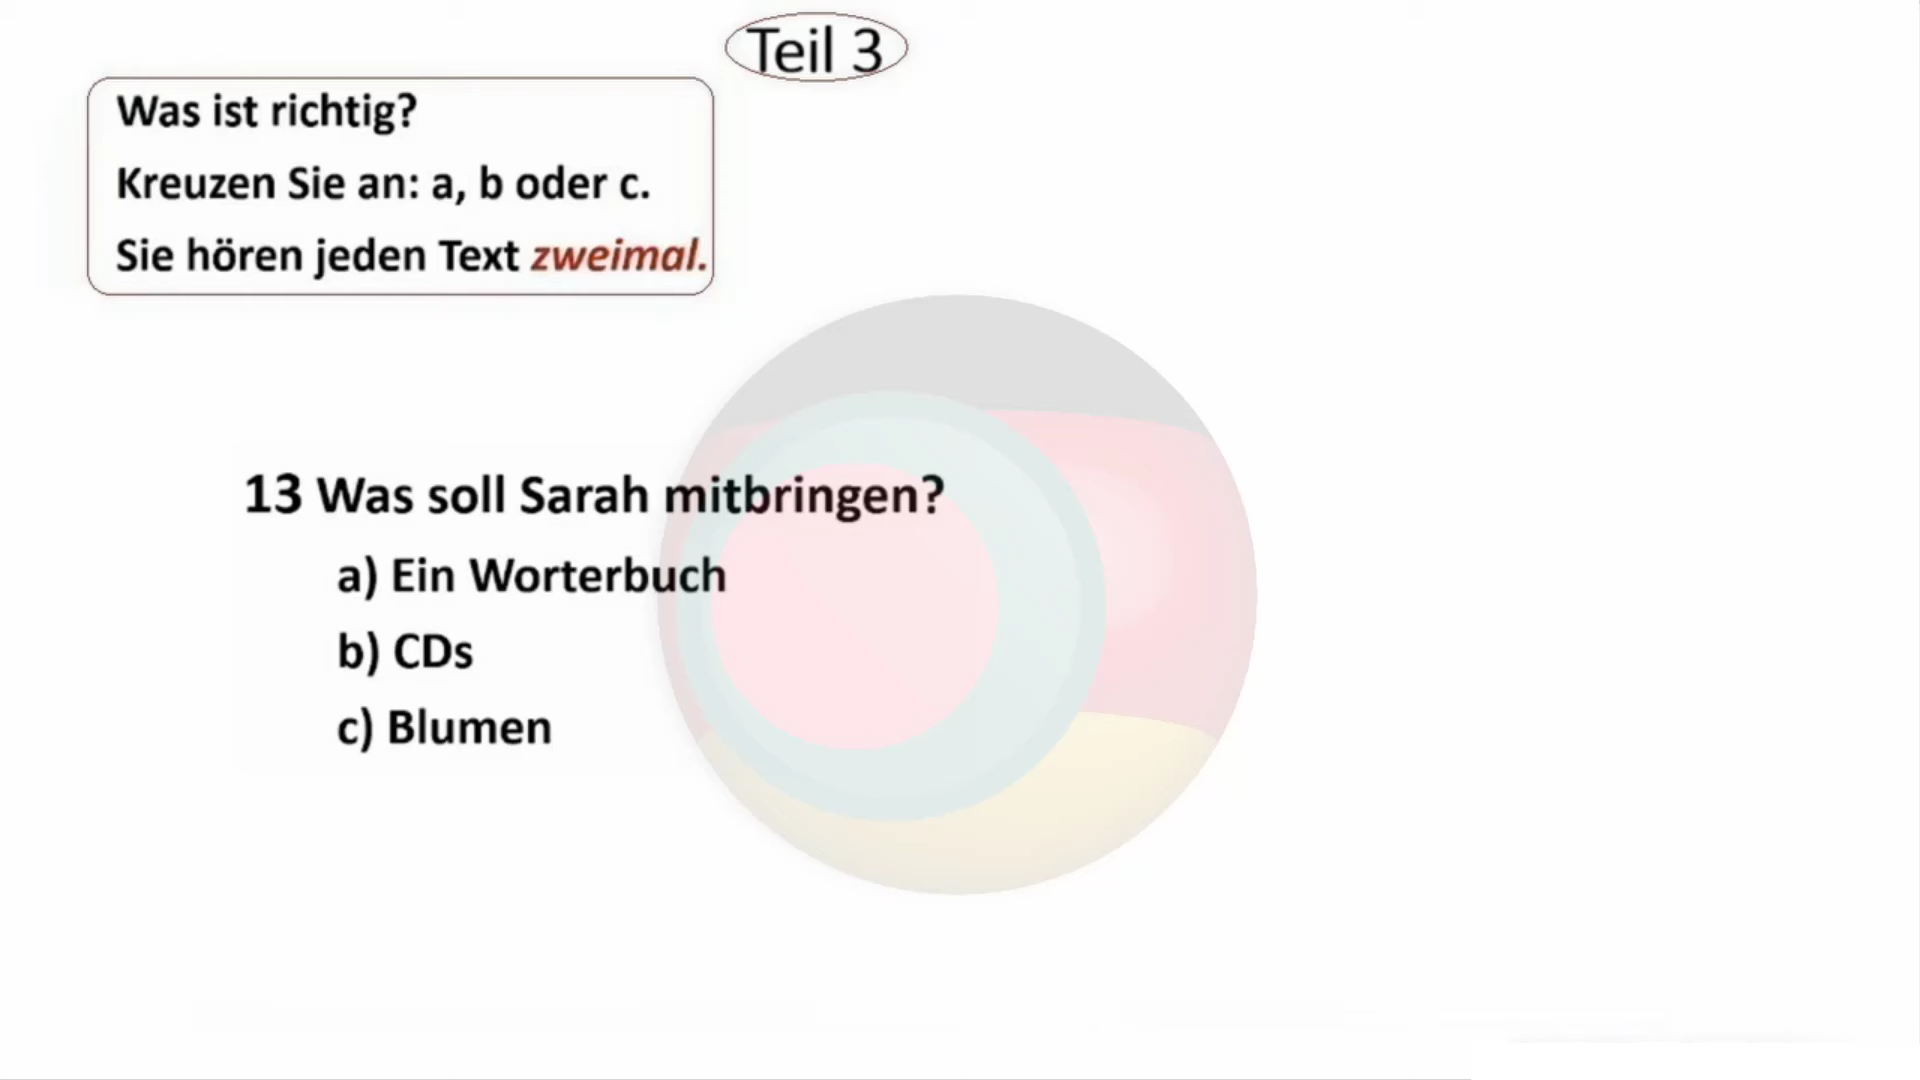 Teil 3
Was ist richtig?
Kreuzen Sie an: a, b oder c.
Sie hören jeden Text zweimal.
13 Was soll Sarah mitbringen?
a) Ein Worterbuch
b) CDs
c) Blumen